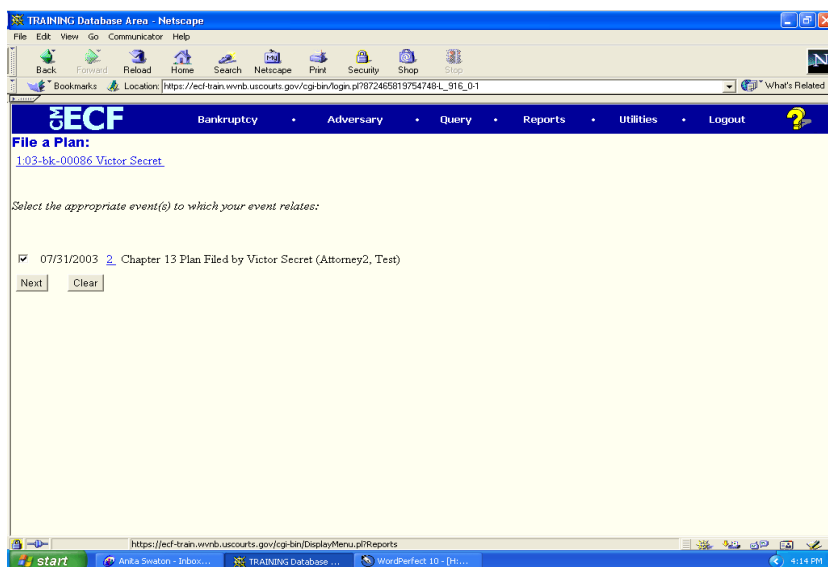 TRAINING Database Area - Netscape
File Edit View Go Communicator Help
Back Forward Reload Home Search Netscape Print Security Shop Stop
Bookmarks Location: https://ecf-train.wvnb.uscourts.gov/cgi-bin/login.pl?872465819754748-L_916_0-1 What's Related
CM ECF Bankruptcy • Adversary • Query • Reports • Utilities • Logout ?
File a Plan:
1:03-bk-00086 Victor Secret
Select the appropriate event(s) to which your event relates:
07/31/2003 2 Chapter 13 Plan Filed by Victor Secret (Attorney2, Test)
Next Clear
https://ecf-train.wvnb.uscourts.gov/cgi-bin/DisplayMenu.pl?Reports
start Anita Swaton - Inbox... TRAINING Database ... WordPerfect 10 - [H:... 4:14 PM